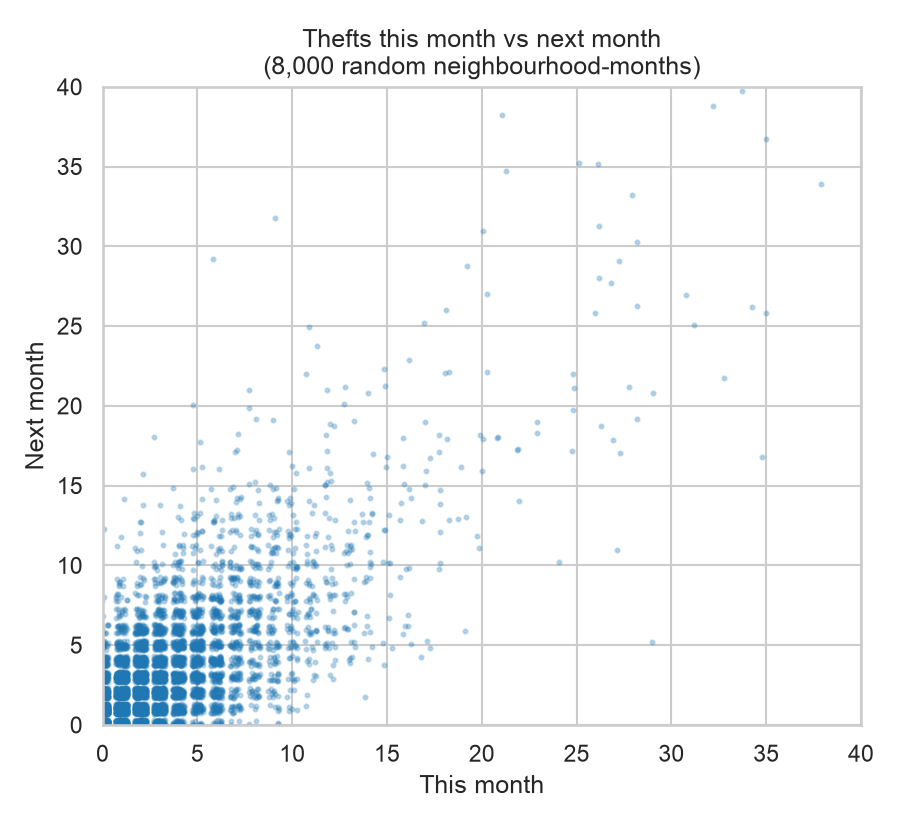 Thefts this month vs next month
(8,000 random neighbourhood-months)
40
35
30
25
20
15
10
5
0
Next month
0 5 10 15 20 25 30 35 40
This month